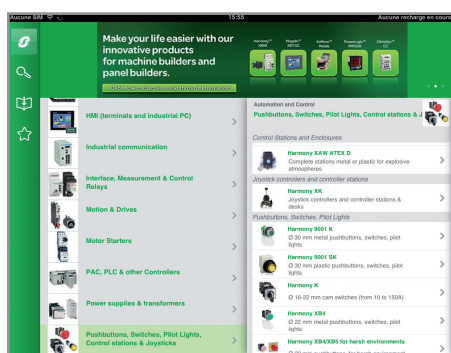 Aucune SIM
15:55
Aucune recharge en cours
Make your life easier with our
innovative products
for machine builders and
panel builders.
Harmony™
XB5R
Magelis™
SoMove™
Mobile
PowerLogic™
HMI (terminals and industrial PC)
Industrial communication
Interface, Measurement & Control
Relays
Motion & Drives
Motor Starters
PAC, PLC & other Controllers
Power supplies & transformers
Pushbuttons, Switches, Pilot Lights,
Control stations & Joysticks
Automation and Control
Pushbuttons, Switches, Pilot Lights, Control stations & J
Control Stations and Enclosures
Harmony XAW ATEX D
Complete stations metal or plastic for explosive
atmospheres
Joystick controllers and controller stations
Harmony XK
Joystick controllers and controller stations &
desks
Pushbuttons, Switches, Pilot Lights
Harmony 9001 K
Ø 30 mm metal pushbuttons, switches, pilot
lights
Harmony 9001 SK
Ø 30 mm plastic pushbuttons, switches, pilot
lights
Harmony K
Ø 16-22 mm cam switches (from 10 to 150A)
Harmony XB4
Ø 22 mm metal pushbuttons, switches, pilot
lights
Harmony XB4/XB5 for harsh environments